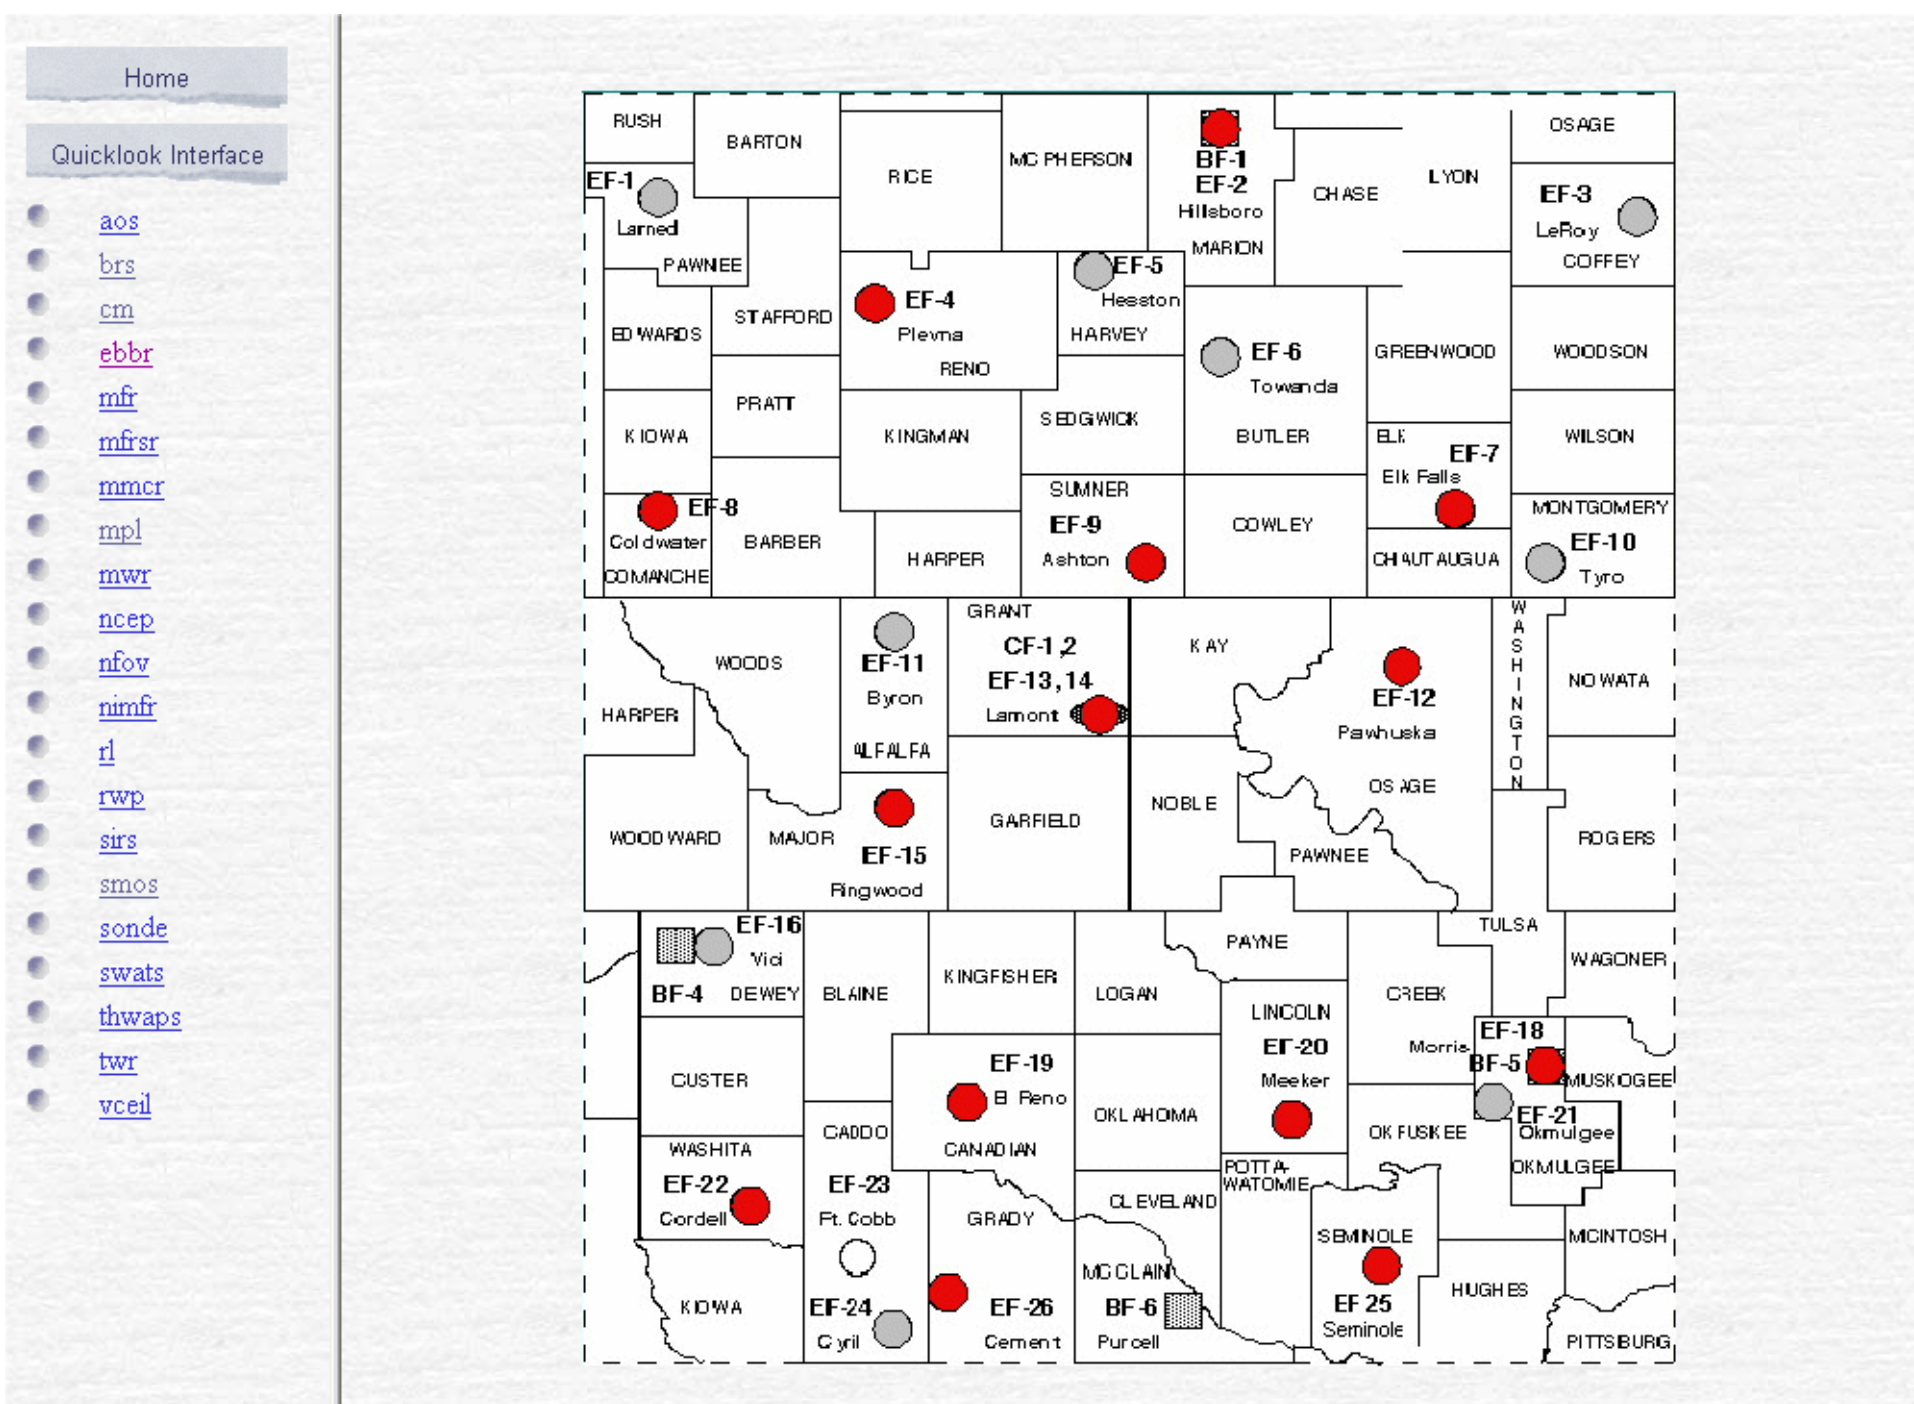 Home
Quicklook Interface
aos
brs
cm
ebbr
mfr
mfrsr
mmcr
mpl
mwr
ncep
nfov
nimfr
rl
rwp
sirs
smos
sonde
swats
thwaps
twr
vceil
RUSH
BARTON
RICE
MC PHERSON
BF-1
EF-2
Hillsboro
MARION
CHASE
LYON
OSAGE
EF-1
Larned
PAWNEE
EF-3
LeRoy
COFFEY
EDWARDS
STAFFORD
EF-4
Plevna
RENO
EF-5
Hesston
HARVEY
EF-6
Towanda
BUTLER
GREENWOOD
WOODSON
KIOWA
PRATT
KINGMAN
SEDGWICK
ELK
EF-7
Elk Falls
WILSON
EF-8
Coldwater
COMANCHE
BARBER
HARPER
SUMNER
EF-9
Ashton
COWLEY
CHAUTAUGUA
MONTGOMERY
EF-10
Tyro
HARPER
WOODS
EF-11
Byron
ALFALFA
GRANT
CF-1,2
EF-13,14
Lamont
KAY
EF-12
Pawhuska
OSAGE
WASHINGTON
NOWATA
WOODWARD
MAJOR
EF-15
Ringwood
GARFIELD
NOBLE
PAWNEE
ROGERS
EF-16
Vici
BF-4
DEWEY
BLAINE
KINGFISHER
LOGAN
PAYNE
TULSA
WAGONER
CREEK
LINCOLN
EF-20
Meeker
Morris
EF-18
BF-5
MUSKOGEE
CUSTER
CADDO
EF-19
El Reno
CANADIAN
OKLAHOMA
OKFUSKEE
EF-21
Okmulgee
OKMULGEE
WASHITA
EF-22
Cordell
EF-23
Ft. Cobb
GRADY
CLEVELAND
POTTA-
WATOMIE
SEMINOLE
EF 25
Seminole
MCINTOSH
KIOWA
EF-24
Cyril
EF-26
Cement
MC CLAIN
BF-6
Purcell
HUGHES
PITTSBURG